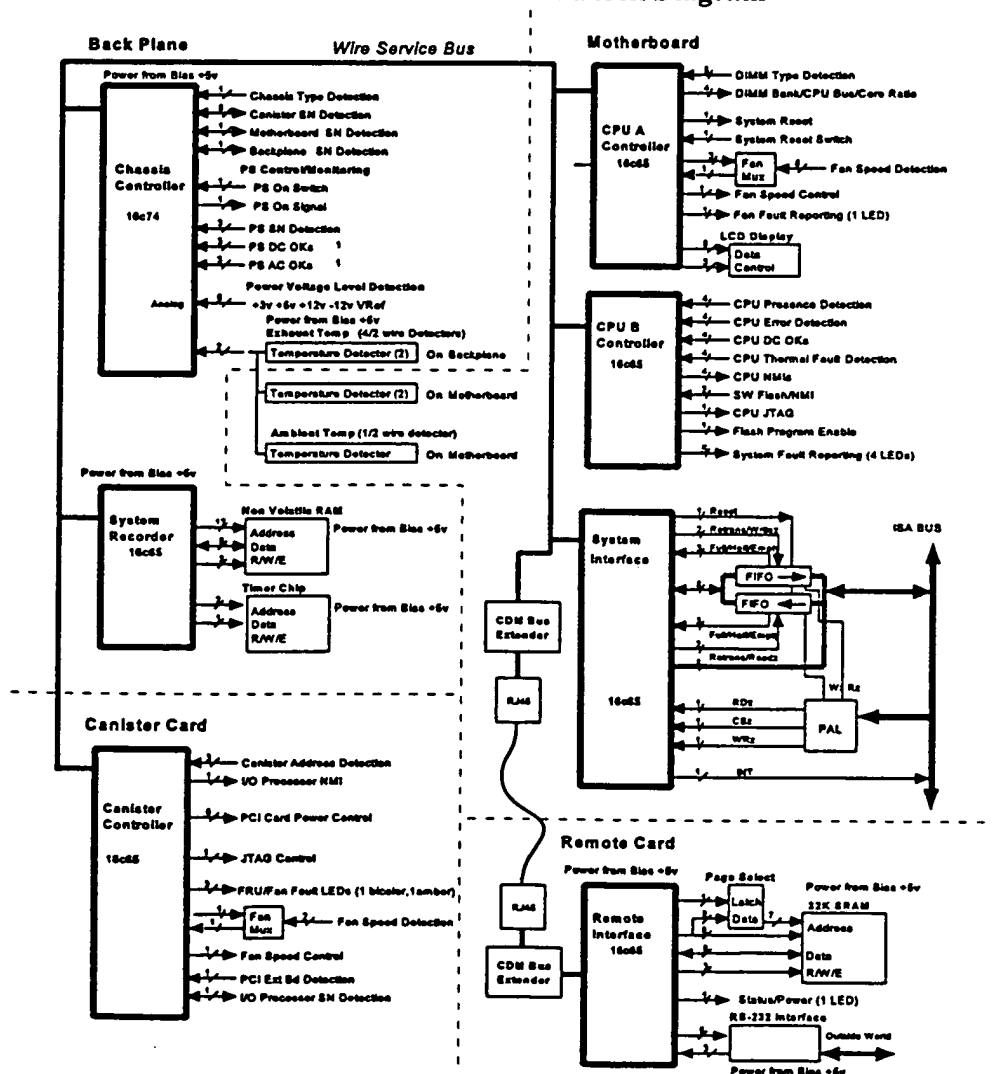 Back Plane
Wire Service Bus
Power from Bias +5v
Chassis Controller
16c74
Analog
Chassis Type Detection
Canister SN Detection
Motherboard SN Detection
Backplane SN Detection
PS Control/Monitoring
PS On Switch
PS On Signal
PS SN Detection
PS DC OKs 1
PS AC OKs 1
Power Voltage Level Detection
+3v +5v +12v -12v VRef
Power from Bias +5v
Exhaust Temp (4/2 wire Detectors)
Temperature Detector (2) On Backplane
Temperature Detector (2) On Motherboard
Ambient Temp (1/2 wire detector)
Temperature Detector On Motherboard
Power from Bias +5v
System Recorder
16c65
Non Volatile RAM
Address
Data
R/W/E
Power from Bias +5v
Timer Chip
Address
Data
R/W/E
Power from Bias +5v
Canister Card
Canister Controller
16c65
Canister Address Detection
I/O Processor NMI
PCI Card Power Control
JTAG Control
FRU/Fan Fault LEDs (1 bicolor,1amber)
Fan Mux
Fan Speed Detection
Fan Speed Control
PCI Ext Bd Detection
I/O Processor SN Detection
Motherboard
CPU A Controller
16c65
DIMM Type Detection
DIMM Bank/CPU Bus/Core Ratio
System Reset
System Reset Switch
Fan Mux
Fan Speed Detection
Fan Speed Control
Fan Fault Reporting (1 LED)
LCD Display
Data
Control
CPU B Controller
16c65
CPU Presence Detection
CPU Error Detection
CPU DC OKs
CPU Thermal Fault Detection
CPU NMIs
SW Flash/NMI
CPU JTAG
Flash Program Enable
System Fault Reporting (4 LEDs)
System Interface
16c65
Reset
Retrans/Writez
Full/Half/Empty
FIFO
FIFO
Full/Half/Empty
Retrans/Readz
ISA BUS
RDz
CSz
WRz
PAL
INT
CDM Bus Extender
RJ45
RJ45
CDM Bus Extender
Remote Card
Power from Bias +5v
Remote Interface
16c65
Page Select
Latch
Data
Power from Bias +5v
32K SRAM
Address
Data
R/W/E
Status/Power (1 LED)
RS-232 Interface
Outside World
Power from Bias +5v